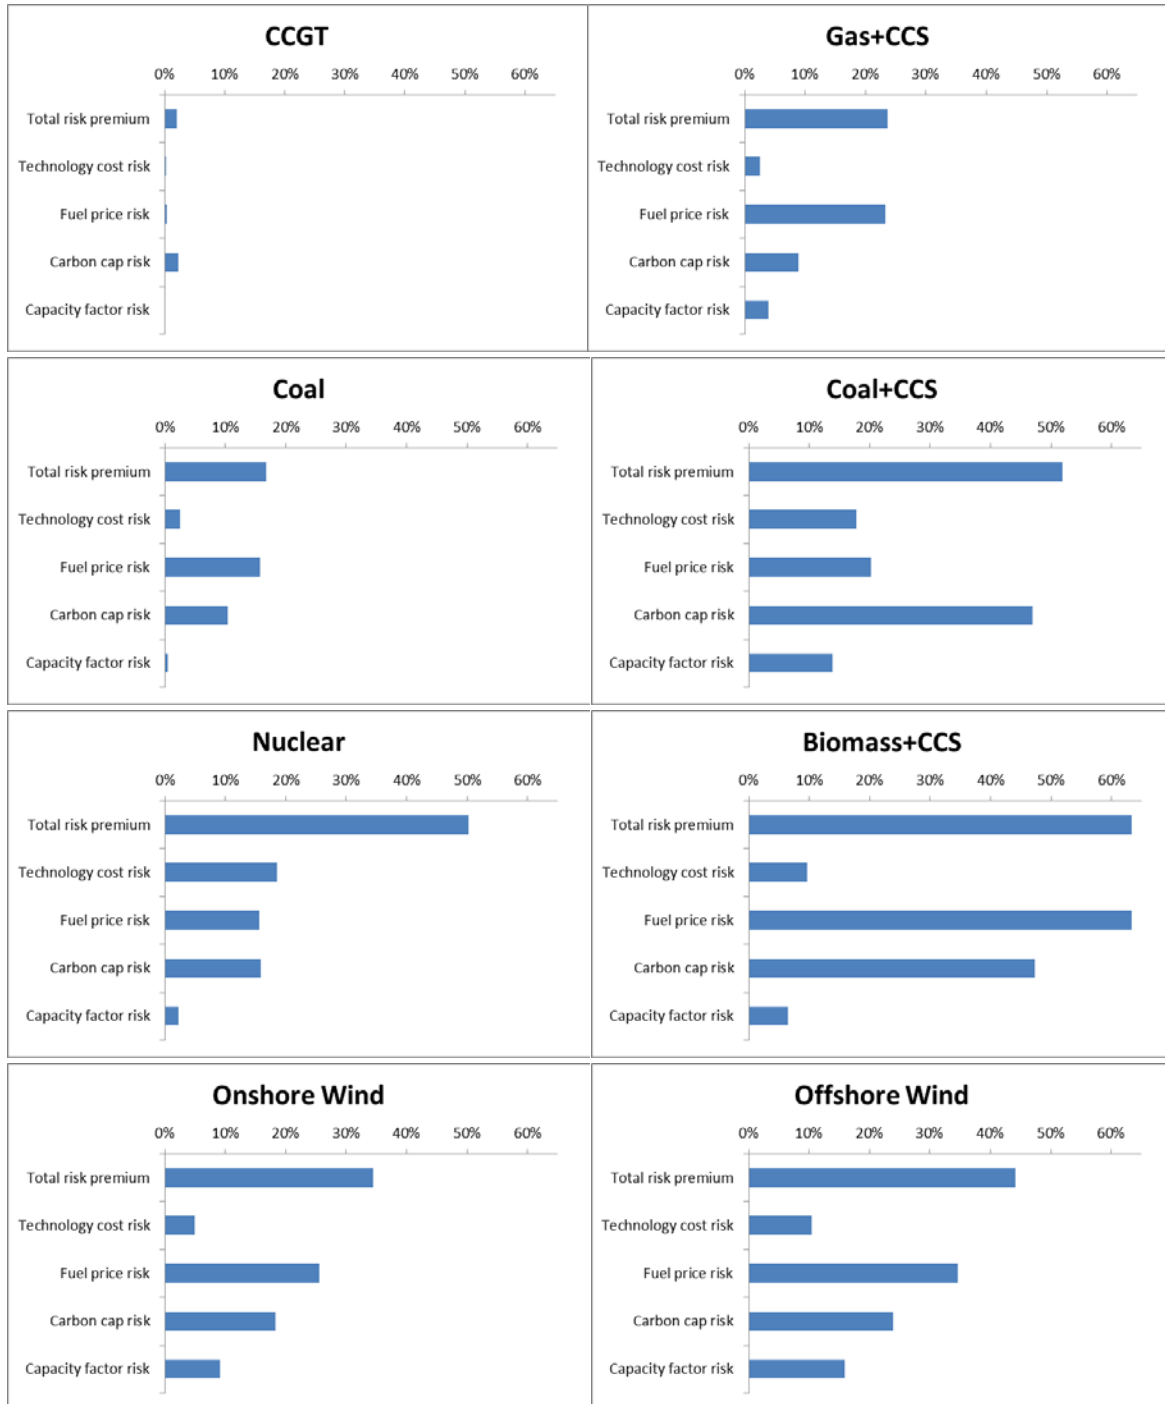 CCGT
0% 10% 20% 30% 40% 50% 60%
Total risk premium
Technology cost risk
Fuel price risk
Carbon cap risk
Capacity factor risk
Gas+CCS
0% 10% 20% 30% 40% 50% 60%
Total risk premium
Technology cost risk
Fuel price risk
Carbon cap risk
Capacity factor risk
Coal
0% 10% 20% 30% 40% 50% 60%
Total risk premium
Technology cost risk
Fuel price risk
Carbon cap risk
Capacity factor risk
Coal+CCS
0% 10% 20% 30% 40% 50% 60%
Total risk premium
Technology cost risk
Fuel price risk
Carbon cap risk
Capacity factor risk
Nuclear
0% 10% 20% 30% 40% 50% 60%
Total risk premium
Technology cost risk
Fuel price risk
Carbon cap risk
Capacity factor risk
Biomass+CCS
0% 10% 20% 30% 40% 50% 60%
Total risk premium
Technology cost risk
Fuel price risk
Carbon cap risk
Capacity factor risk
Onshore Wind
0% 10% 20% 30% 40% 50% 60%
Total risk premium
Technology cost risk
Fuel price risk
Carbon cap risk
Capacity factor risk
Offshore Wind
0% 10% 20% 30% 40% 50% 60%
Total risk premium
Technology cost risk
Fuel price risk
Carbon cap risk
Capacity factor risk